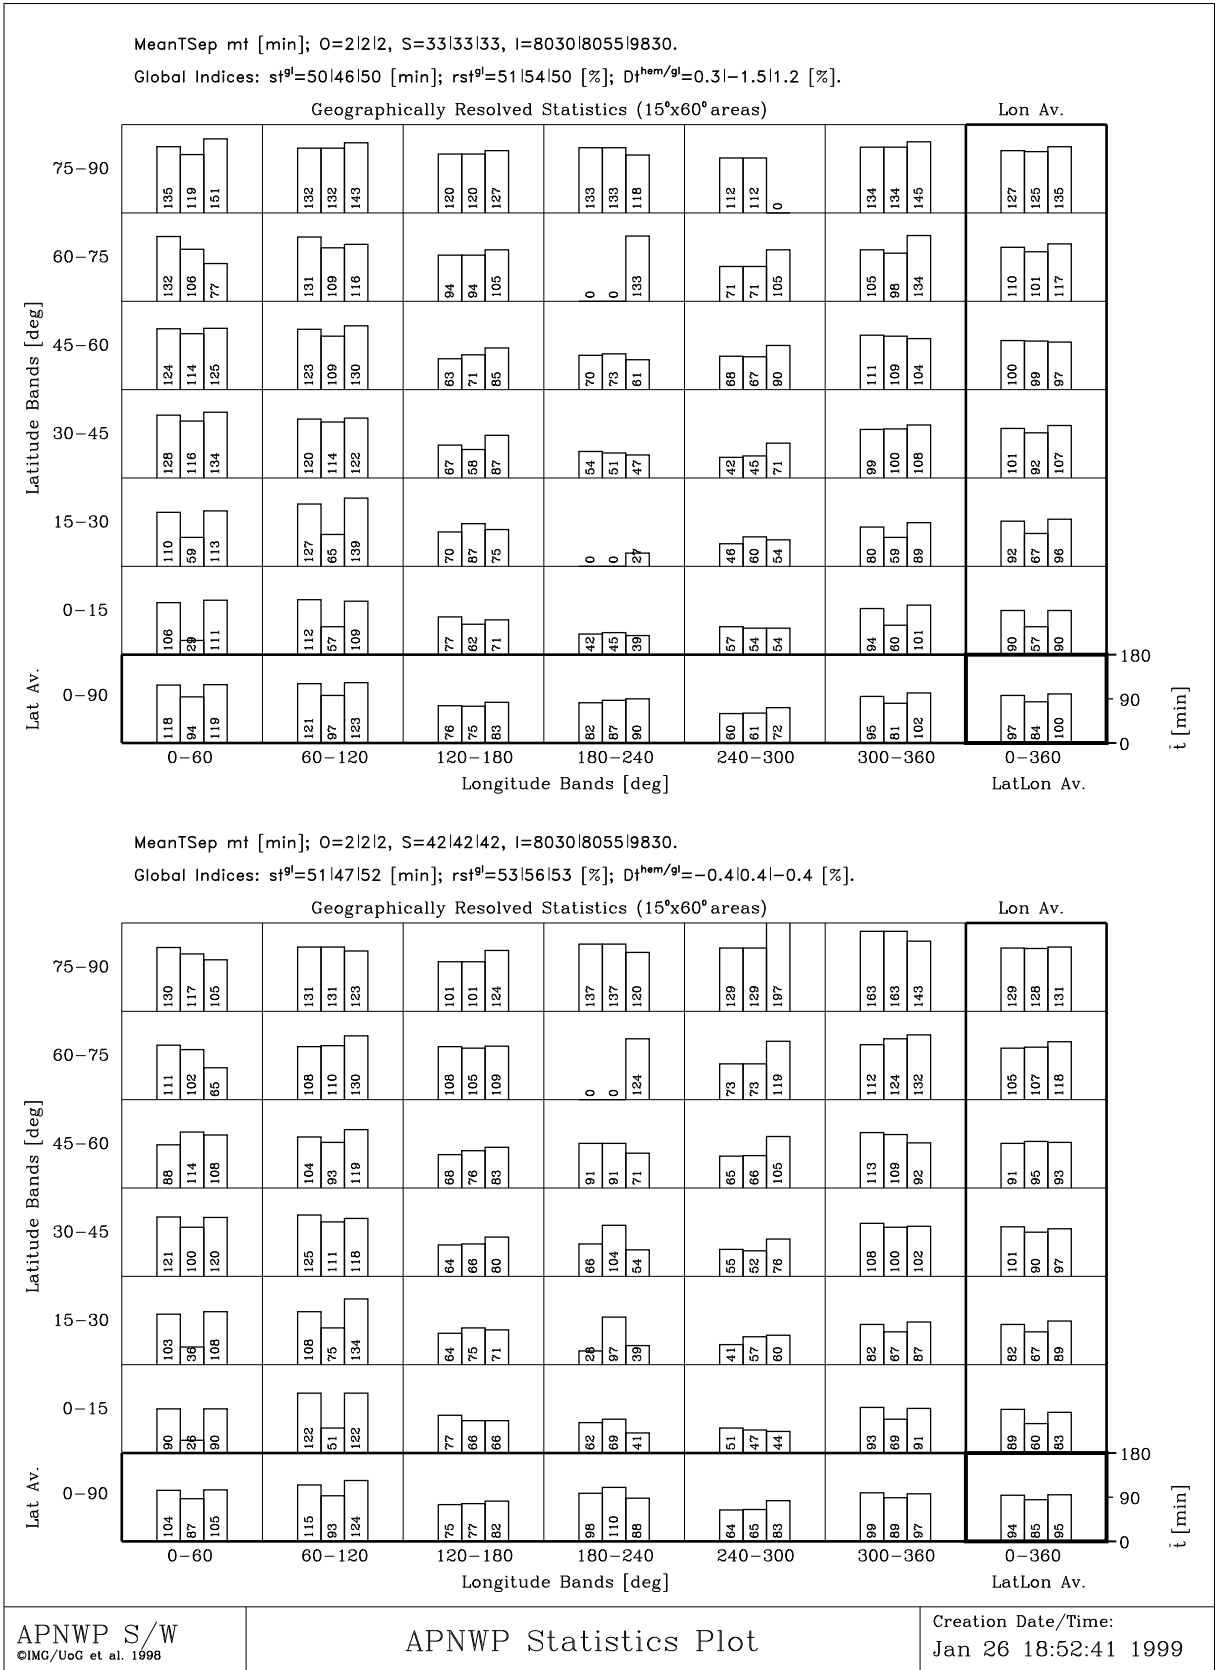 MeanTSep mt [min]; O=2|2|2, S=33|33|33, I=8030|8055|9830.
Global Indices: st^gl=50|46|50 [min]; rst^gl=51|54|50 [%]; Dt^hem/gl=0.3|−1.5|1.2 [%].
Geographically Resolved Statistics (15°x60° areas) Lon Av.
75−90 135 119 151 132 132 143 120 120 127 133 133 118 112 112 0 134 134 145 127 125 135
60−75 132 106 77 131 109 116 94 94 105 0 0 133 71 71 105 105 98 134 110 101 117
45−60 124 114 125 123 109 130 63 71 85 70 73 61 68 67 90 111 109 104 100 99 97
30−45 128 116 134 120 114 122 67 58 87 54 51 47 42 45 71 99 100 108 101 92 107
15−30 110 59 113 127 65 139 70 87 75 0 0 27 46 60 54 80 59 89 92 67 96
0−15 106 29 111 112 57 109 77 62 71 42 45 39 57 54 54 94 60 101 90 57 90
Latitude Bands [deg]
0−90 118 94 119 121 97 123 76 75 83 82 87 90 60 61 72 95 81 102 97 84 100
Lat Av.
180
90
0
t [min]
0−60 60−120 120−180 180−240 240−300 300−360 0−360
Longitude Bands [deg] LatLon Av.
MeanTSep mt [min]; O=2|2|2, S=42|42|42, I=8030|8055|9830.
Global Indices: st^gl=51|47|52 [min]; rst^gl=53|56|53 [%]; Dt^hem/gl=−0.4|0.4|−0.4 [%].
Geographically Resolved Statistics (15°x60° areas) Lon Av.
75−90 130 117 105 131 131 123 101 101 124 137 137 120 129 129 197 163 163 143 129 128 131
60−75 111 102 65 108 110 130 108 105 109 0 0 124 73 73 119 112 124 132 105 107 118
45−60 88 114 108 104 93 119 68 76 83 91 91 71 65 66 105 113 109 92 91 95 93
30−45 121 100 120 125 111 118 64 66 80 66 104 54 55 52 76 108 100 102 101 90 97
15−30 103 36 108 108 75 134 64 75 71 28 97 39 41 57 60 82 67 87 82 67 89
0−15 90 26 90 122 51 122 77 66 66 62 69 41 51 47 44 93 69 91 89 60 83
Latitude Bands [deg]
0−90 104 87 105 115 93 124 75 77 82 98 110 88 64 65 83 99 89 97 94 85 95
Lat Av.
180
90
0
t [min]
0−60 60−120 120−180 180−240 240−300 300−360 0−360
Longitude Bands [deg] LatLon Av.
APNWP S/W
©IMG/UoG et al. 1998
APNWP Statistics Plot
Creation Date/Time:
Jan 26 18:52:41 1999